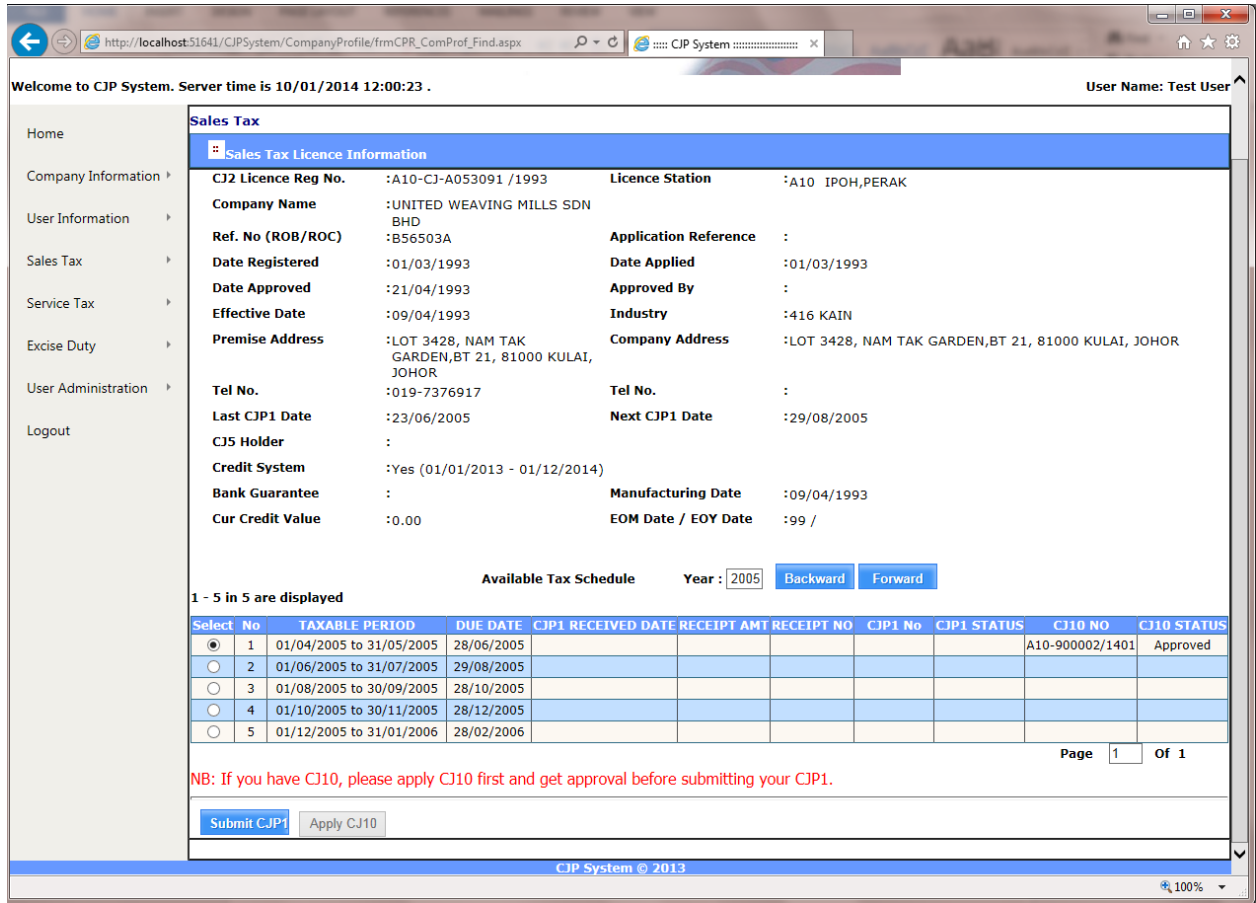 http://localhost:51641/CJPSystem/CompanyProfile/frmCPR_ComProf_Find.aspx
::::: CJP System ::::::::::::::::::::::
Welcome to CJP System. Server time is 10/01/2014 12:00:23 .
User Name: Test User
Home
Company Information
User Information
Sales Tax
Service Tax
Excise Duty
User Administration
Logout
Sales Tax
Sales Tax Licence Information
CJ2 Licence Reg No. :A10-CJ-A053091 /1993 Licence Station :A10 IPOH,PERAK
Company Name :UNITED WEAVING MILLS SDN
BHD
Ref. No (ROB/ROC) :B56503A Application Reference :
Date Registered :01/03/1993 Date Applied :01/03/1993
Date Approved :21/04/1993 Approved By :
Effective Date :09/04/1993 Industry :416 KAIN
Premise Address :LOT 3428, NAM TAK Company Address :LOT 3428, NAM TAK GARDEN,BT 21, 81000 KULAI, JOHOR
GARDEN,BT 21, 81000 KULAI,
JOHOR
Tel No. :019-7376917 Tel No. :
Last CJP1 Date :23/06/2005 Next CJP1 Date :29/08/2005
CJ5 Holder :
Credit System :Yes (01/01/2013 - 01/12/2014)
Bank Guarantee : Manufacturing Date :09/04/1993
Cur Credit Value :0.00 EOM Date / EOY Date :99 /
Available Tax Schedule Year : 2005 Backward Forward
1 - 5 in 5 are displayed
Select No TAXABLE PERIOD DUE DATE CJP1 RECEIVED DATE RECEIPT AMT RECEIPT NO CJP1 No CJP1 STATUS CJ10 NO CJ10 STATUS
1 01/04/2005 to 31/05/2005 28/06/2005 A10-900002/1401 Approved
2 01/06/2005 to 31/07/2005 29/08/2005
3 01/08/2005 to 30/09/2005 28/10/2005
4 01/10/2005 to 30/11/2005 28/12/2005
5 01/12/2005 to 31/01/2006 28/02/2006
Page 1 Of 1
NB: If you have CJ10, please apply CJ10 first and get approval before submitting your CJP1.
Submit CJP1 Apply CJ10
CJP System © 2013
100%